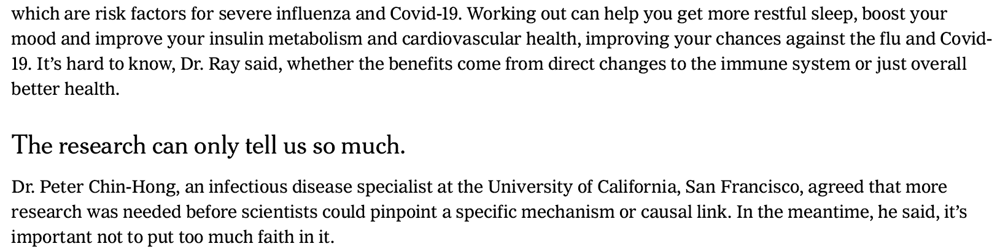 which are risk factors for severe influenza and Covid-19. Working out can help you get more restful sleep, boost your
mood and improve your insulin metabolism and cardiovascular health, improving your chances against the flu and Covid-
19. It’s hard to know, Dr. Ray said, whether the benefits come from direct changes to the immune system or just overall
better health.
The research can only tell us so much.
Dr. Peter Chin-Hong, an infectious disease specialist at the University of California, San Francisco, agreed that more
research was needed before scientists could pinpoint a specific mechanism or causal link. In the meantime, he said, it’s
important not to put too much faith in it.